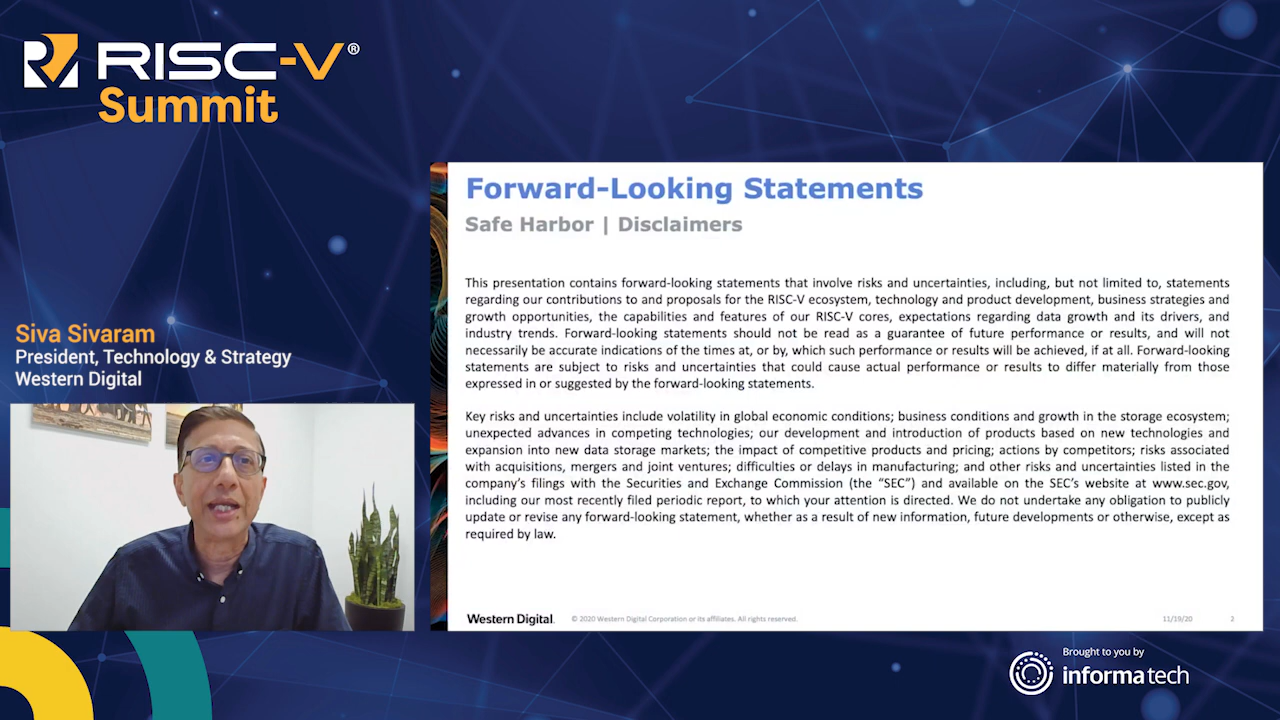 RISC-V®
Summit
Siva Sivaram
President, Technology & Strategy
Western Digital
Forward-Looking Statements
Safe Harbor | Disclaimers
This presentation contains forward-looking statements that involve risks and uncertainties, including, but not limited to, statements
regarding our contributions to and proposals for the RISC-V ecosystem, technology and product development, business strategies and
growth opportunities, the capabilities and features of our RISC-V cores, expectations regarding data growth and its drivers, and
industry trends. Forward-looking statements should not be read as a guarantee of future performance or results, and will not
necessarily be accurate indications of the times at, or by, which such performance or results will be achieved, if at all. Forward-looking
statements are subject to risks and uncertainties that could cause actual performance or results to differ materially from those
expressed in or suggested by the forward-looking statements.
Key risks and uncertainties include volatility in global economic conditions; business conditions and growth in the storage ecosystem;
unexpected advances in competing technologies; our development and introduction of products based on new technologies and
expansion into new data storage markets; the impact of competitive products and pricing; actions by competitors; risks associated
with acquisitions, mergers and joint ventures; difficulties or delays in manufacturing; and other risks and uncertainties listed in the
company’s filings with the Securities and Exchange Commission (the “SEC”) and available on the SEC’s website at www.sec.gov,
including our most recently filed periodic report, to which your attention is directed. We do not undertake any obligation to publicly
update or revise any forward-looking statement, whether as a result of new information, future developments or otherwise, except as
required by law.
Western Digital. © 2020 Western Digital Corporation or its affiliates. All rights reserved. 11/19/20 2
Brought to you by
informa tech